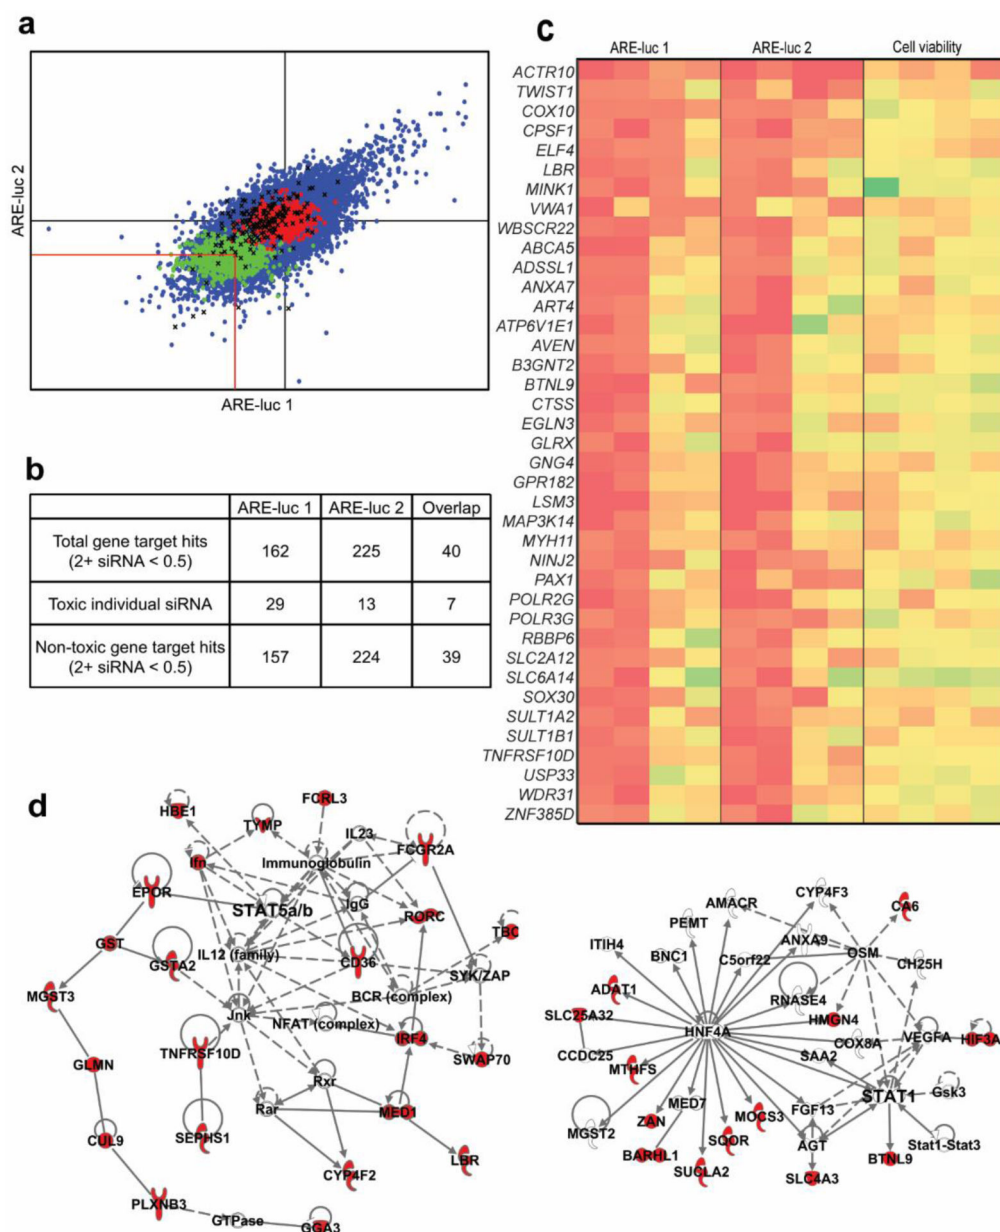 a
ARE-luc 2
ARE-luc 1
b
ARE-luc 1 ARE-luc 2 Overlap
Total gene target hits
(2+ siRNA < 0.5) 162 225 40
Toxic individual siRNA 29 13 7
Non-toxic gene target hits
(2+ siRNA < 0.5) 157 224 39
c
ARE-luc 1 ARE-luc 2 Cell viability
ACTR10
TWIST1
COX10
CPSF1
ELF4
LBR
MINK1
VWA1
WBSCR22
ABCA5
ADSSL1
ANXA7
ART4
ATP6V1E1
AVEN
B3GNT2
BTNL9
CTSS
EGLN3
GLRX
GNG4
GPR182
LSM3
MAP3K14
MYH11
NINJ2
PAX1
POLR2G
POLR3G
RBBP6
SLC2A12
SLC6A14
SOX30
SULT1A2
SULT1B1
TNFRSF10D
USP33
WDR31
ZNF385D
d
HBE1
FCRL3
TYMP
IL23
FCGR2A
Ifn
Immunoglobulin
EPOR
IgG
STAT5a/b
RORC
TBC
GST
IL12 (family)
GSTA2
CD36
SYK/ZAP
MGST3
BCR (complex)
Jnk
NFAT (complex)
IRF4
TNFRSF10D
SWAP70
GLMN
Rxr
Rar
MED1
CUL9
SEPHS1
LBR
CYP4F2
PLXNB3
GTPase
GGA3
CYP4F3
AMACR
CA6
PEMT
ANXA9
ITIH4
BNC1
C5orf22
OSM
CH25H
ADAT1
RNASE4
SLC25A32
HMGN4
HNF4A
VEGFA
HIF3A
COX8A
CCDC25
SAA2
MTHFS
STAT1
Gsk3
MED7
FGF13
MGST2
ZAN
MOCS3
AGT
Stat1-Stat3
SQOR
BARHL1
BTNL9
SUCLA2
SLC4A3